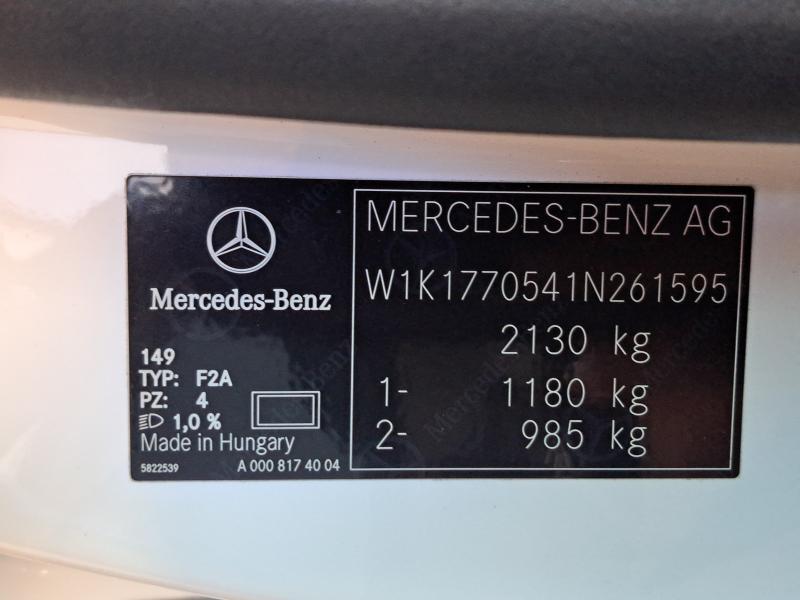 Mercedes-Benz
149
TYP: F2A
PZ: 4
1,0 %
Made in Hungary
5822539 A 000 817 40 04
MERCEDES-BENZ AG
W1K1770541N261595
2130 kg
1- 1180 kg
2- 985 kg